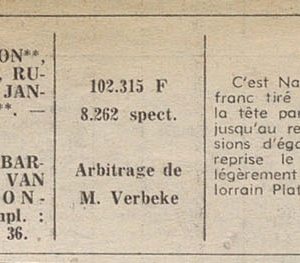 ON**,
, RU-
JAN-
**. —
BAR-
VAN
ON-
mpl. :
36.
102.315 F
8.262 spect.
Arbitrage de
M. Verbeke
C'est Na
franc tiré
la tête par
jusqu'au re
sions d'éga
reprise le
légèrement
lorrain Plat